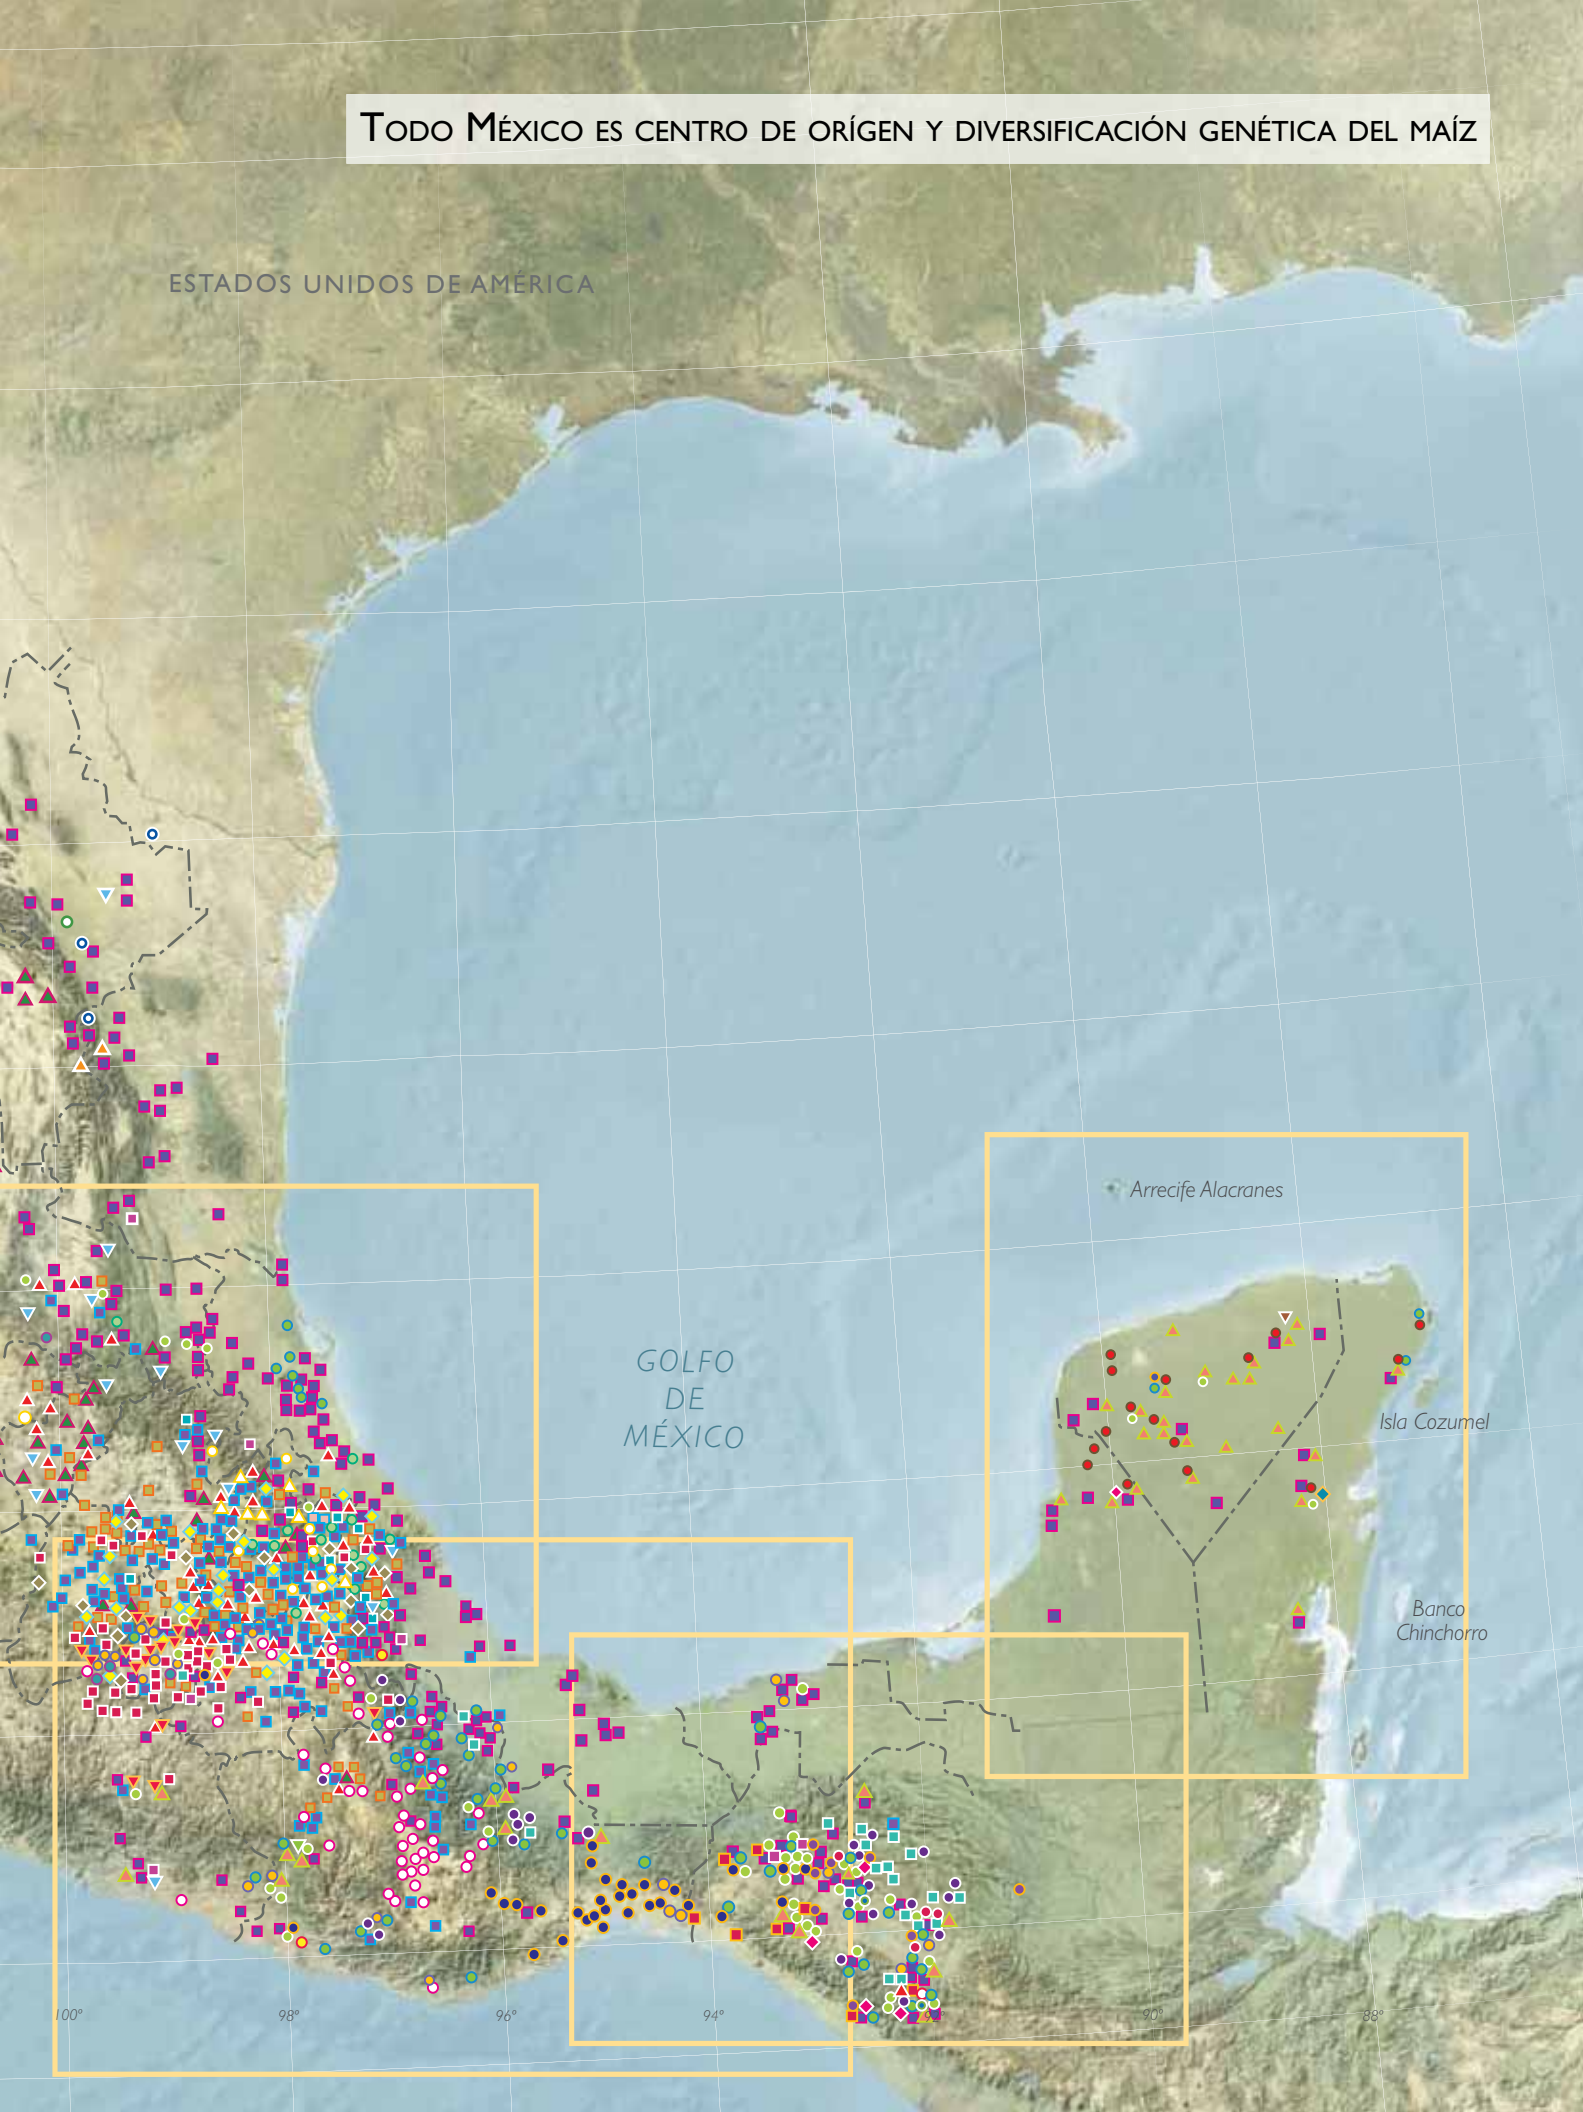 Todo México es centro de orígen y diversificación genética del maíz
ESTADOS UNIDOS DE AMÉRICA
Arrecife Alacranes
GOLFO
DE
MÉXICO
Isla Cozumel
Banco
Chinchorro
100°
98°
96°
94°
90°
88°